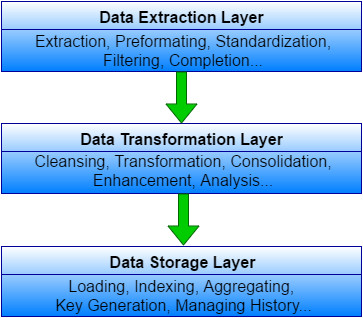 Data Extraction Layer
Extraction, Preformating, Standardization,
Filtering, Completion...
Data Transformation Layer
Cleansing, Transformation, Consolidation,
Enhancement, Analysis...
Data Storage Layer
Loading, Indexing, Aggregating,
Key Generation, Managing History...